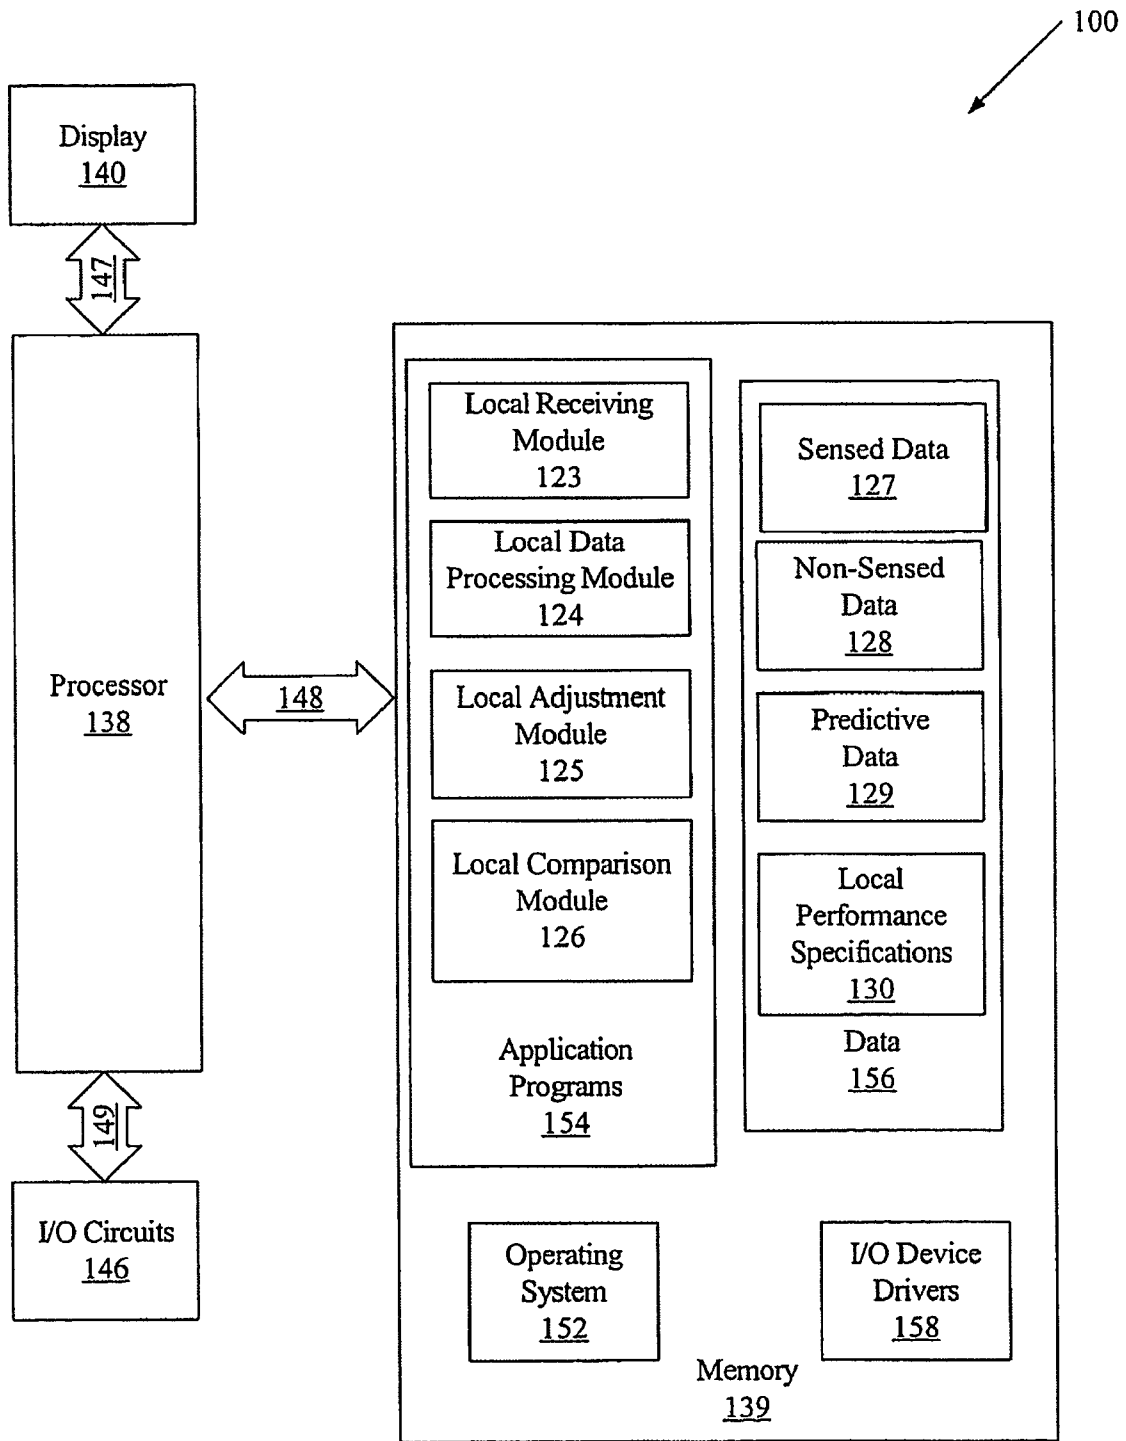 100
Display
140
147
Processor
138
148
149
I/O Circuits
146
Local Receiving
Module
123
Local Data
Processing Module
124
Local Adjustment
Module
125
Local Comparison
Module
126
Application
Programs
154
Sensed Data
127
Non-Sensed
Data
128
Predictive
Data
129
Local
Performance
Specifications
130
Data
156
Operating
System
152
I/O Device
Drivers
158
Memory
139